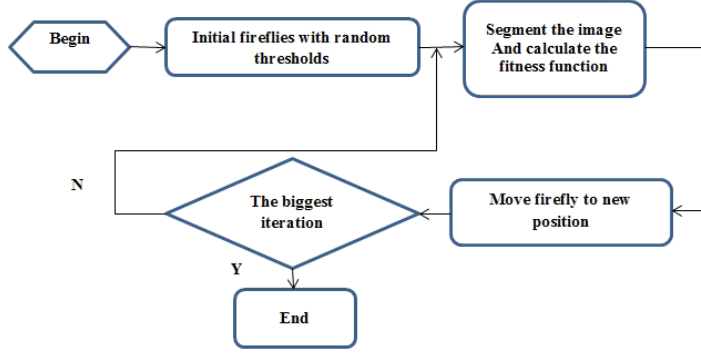 Begin
Initial fireflies with random
thresholds
Segment the image
And calculate the
fitness function
N
The biggest
iteration
Move firefly to new
position
Y
End